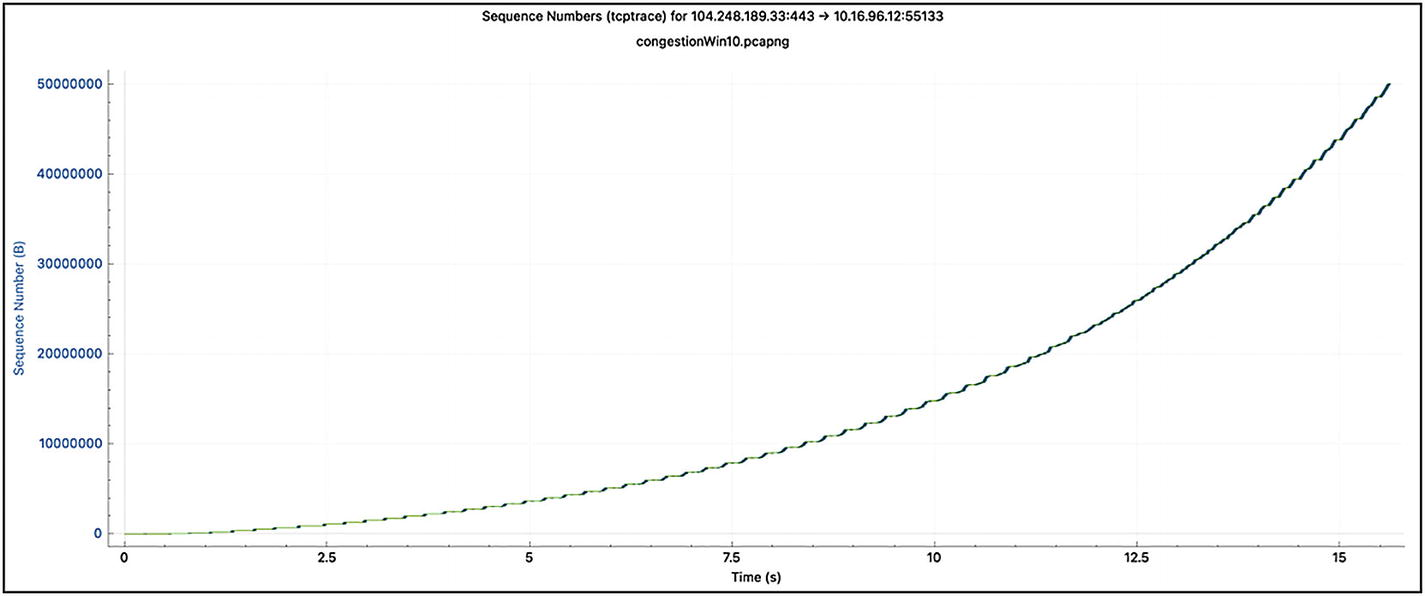 Sequence Numbers (tcptrace) for 104.248.189.33:443 → 10.16.96.12:55133
congestionWin10.pcapng
Sequence Number (B)
50000000
40000000
30000000
20000000
10000000
0
0 2.5 5 7.5 10 12.5 15
Time (s)